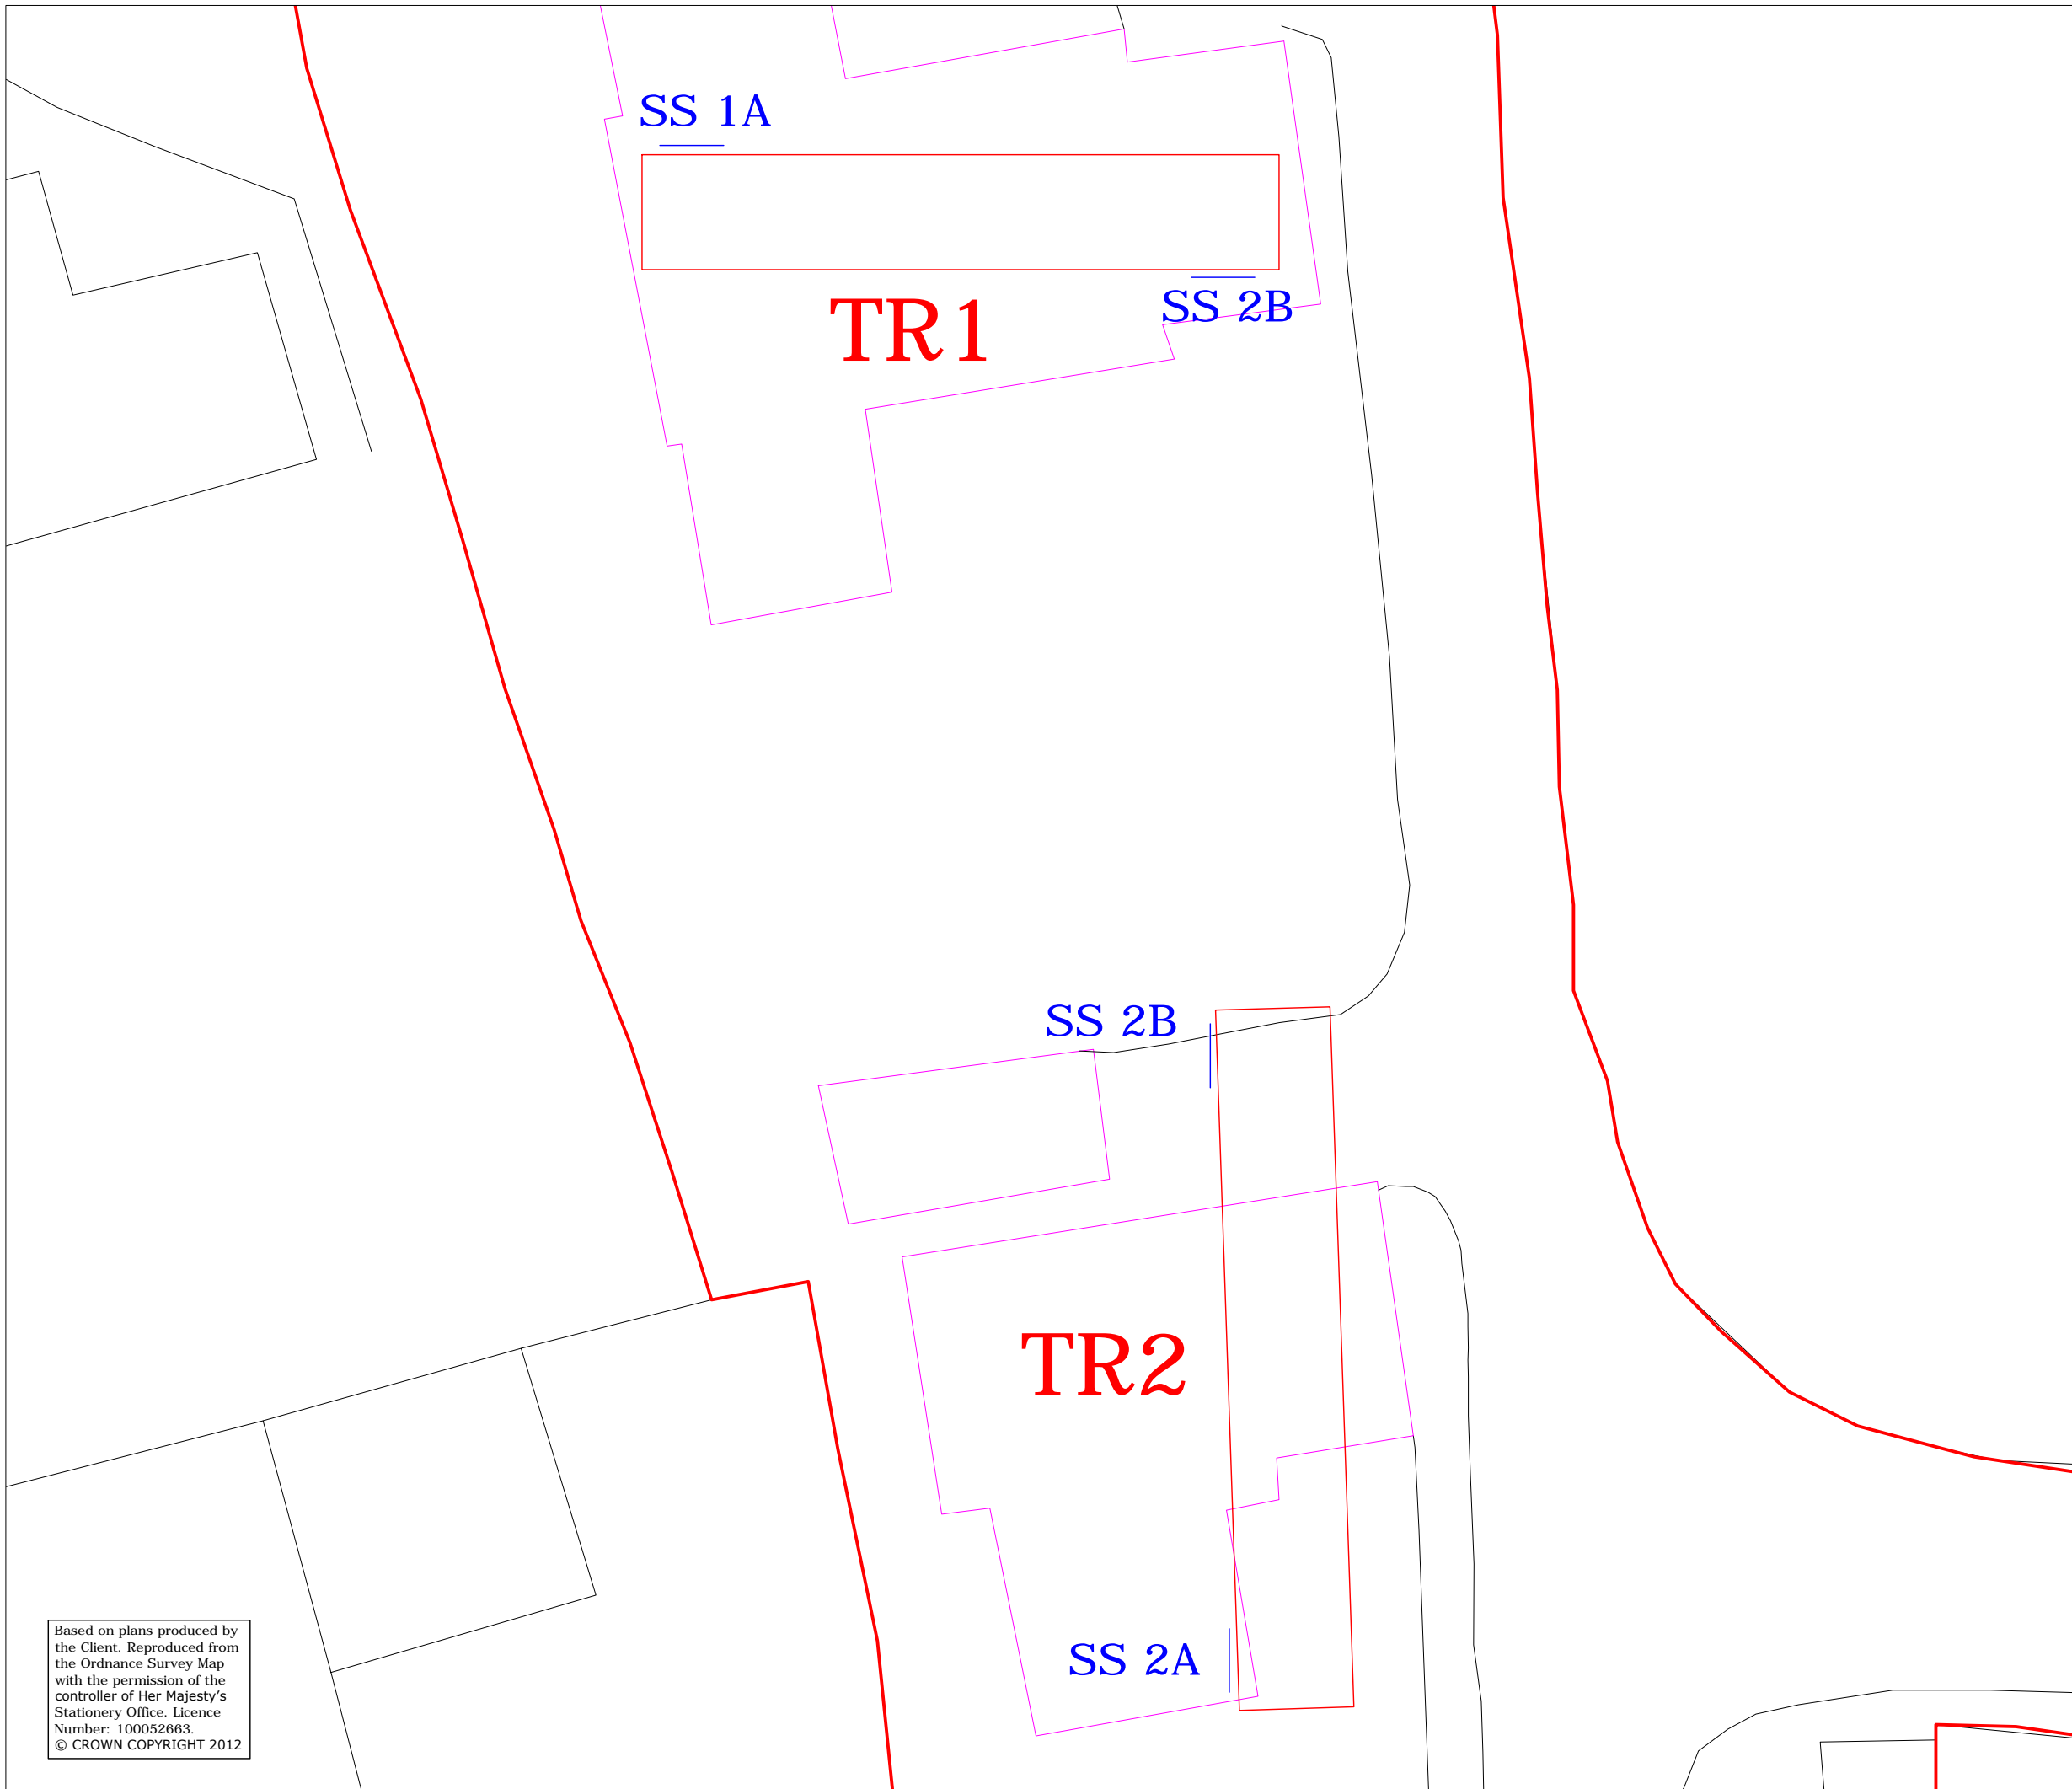 SS 1A
SS 2B
TR1
SS 2B
TR2
SS 2A
Based on plans produced by
the Client. Reproduced from
the Ordnance Survey Map
with the permission of the
controller of Her Majesty’s
Stationery Office. Licence
Number: 100052663.
© CROWN COPYRIGHT 2012